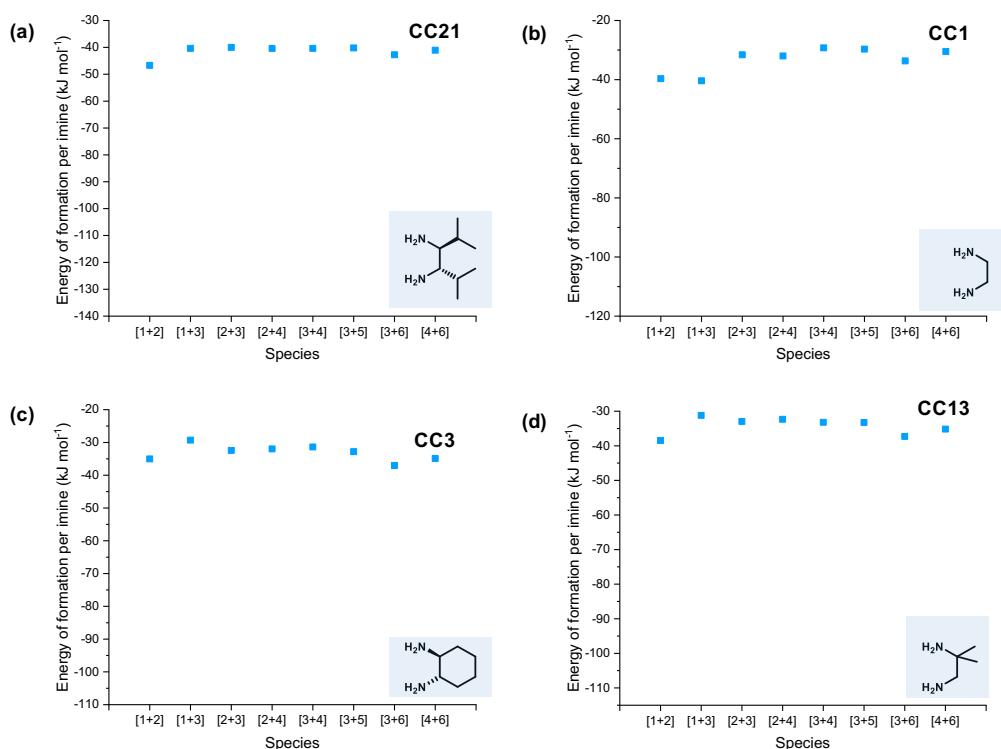 (a)
CC21
Energy of formation per imine (kJ mol⁻¹)
-30
-40
-50
-60
-70
-80
-90
-100
-110
-120
-130
-140
H₂N
H₂N
[1+2] [1+3] [2+3] [2+4] [3+4] [3+5] [3+6] [4+6]
Species
(b)
CC1
Energy of formation per imine (kJ mol⁻¹)
-20
-40
-60
-80
-100
-120
NH₂
NH₂
[1+2] [1+3] [2+3] [2+4] [3+4] [3+5] [3+6] [4+6]
Species
(c)
CC3
Energy of formation per imine (kJ mol⁻¹)
-20
-30
-40
-50
-60
-70
-80
-90
-100
-110
H₂N
H₂N
[1+2] [1+3] [2+3] [2+4] [3+4] [3+5] [3+6] [4+6]
Species
(d)
CC13
Energy of formation per imine (kJ mol⁻¹)
-30
-40
-50
-60
-70
-80
-90
-100
-110
H₂N
H₂N
[1+2] [1+3] [2+3] [2+4] [3+4] [3+5] [3+6] [4+6]
Species